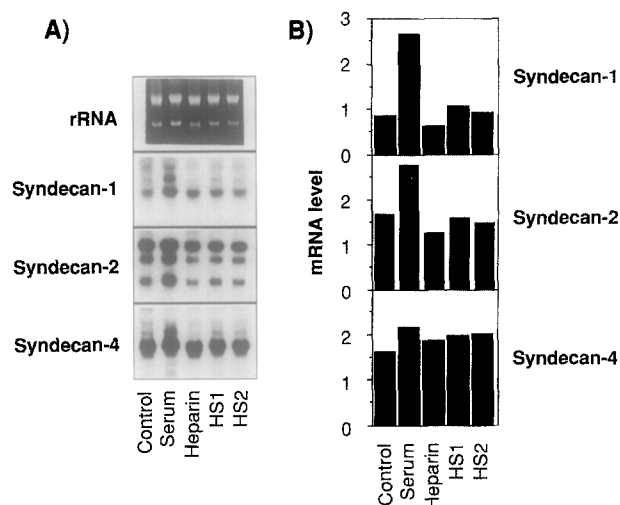 A)
rRNA
Syndecan-1
Syndecan-2
Syndecan-4
Control
Serum
Heparin
HS1
HS2
B)
mRNA level
3
2
1
0
Syndecan-1
2
1
0
Syndecan-2
2
1
0
Syndecan-4
Control
Serum
Heparin
HS1
HS2